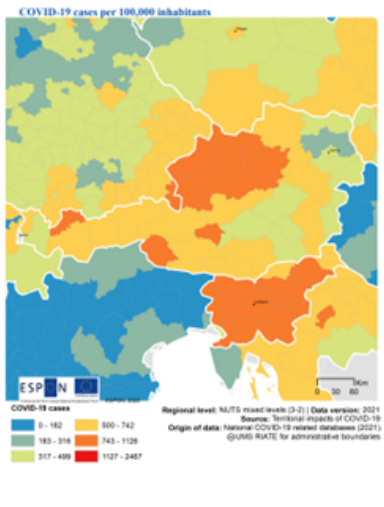 COVID-19 cases per 100,000 inhabitants
ESPON
COVID-19 cases
0 - 182
183 - 316
317 - 499
500 - 742
743 - 1126
1127 - 2467
Km
0 30 60
Regional level: NUTS mixed levels (3-2) | Data version: 2021
Source: Territorial impacts of COVID-19
Origin of data: National COVID-19 related databases (2021).
@UMS RIATE for administrative boundaries